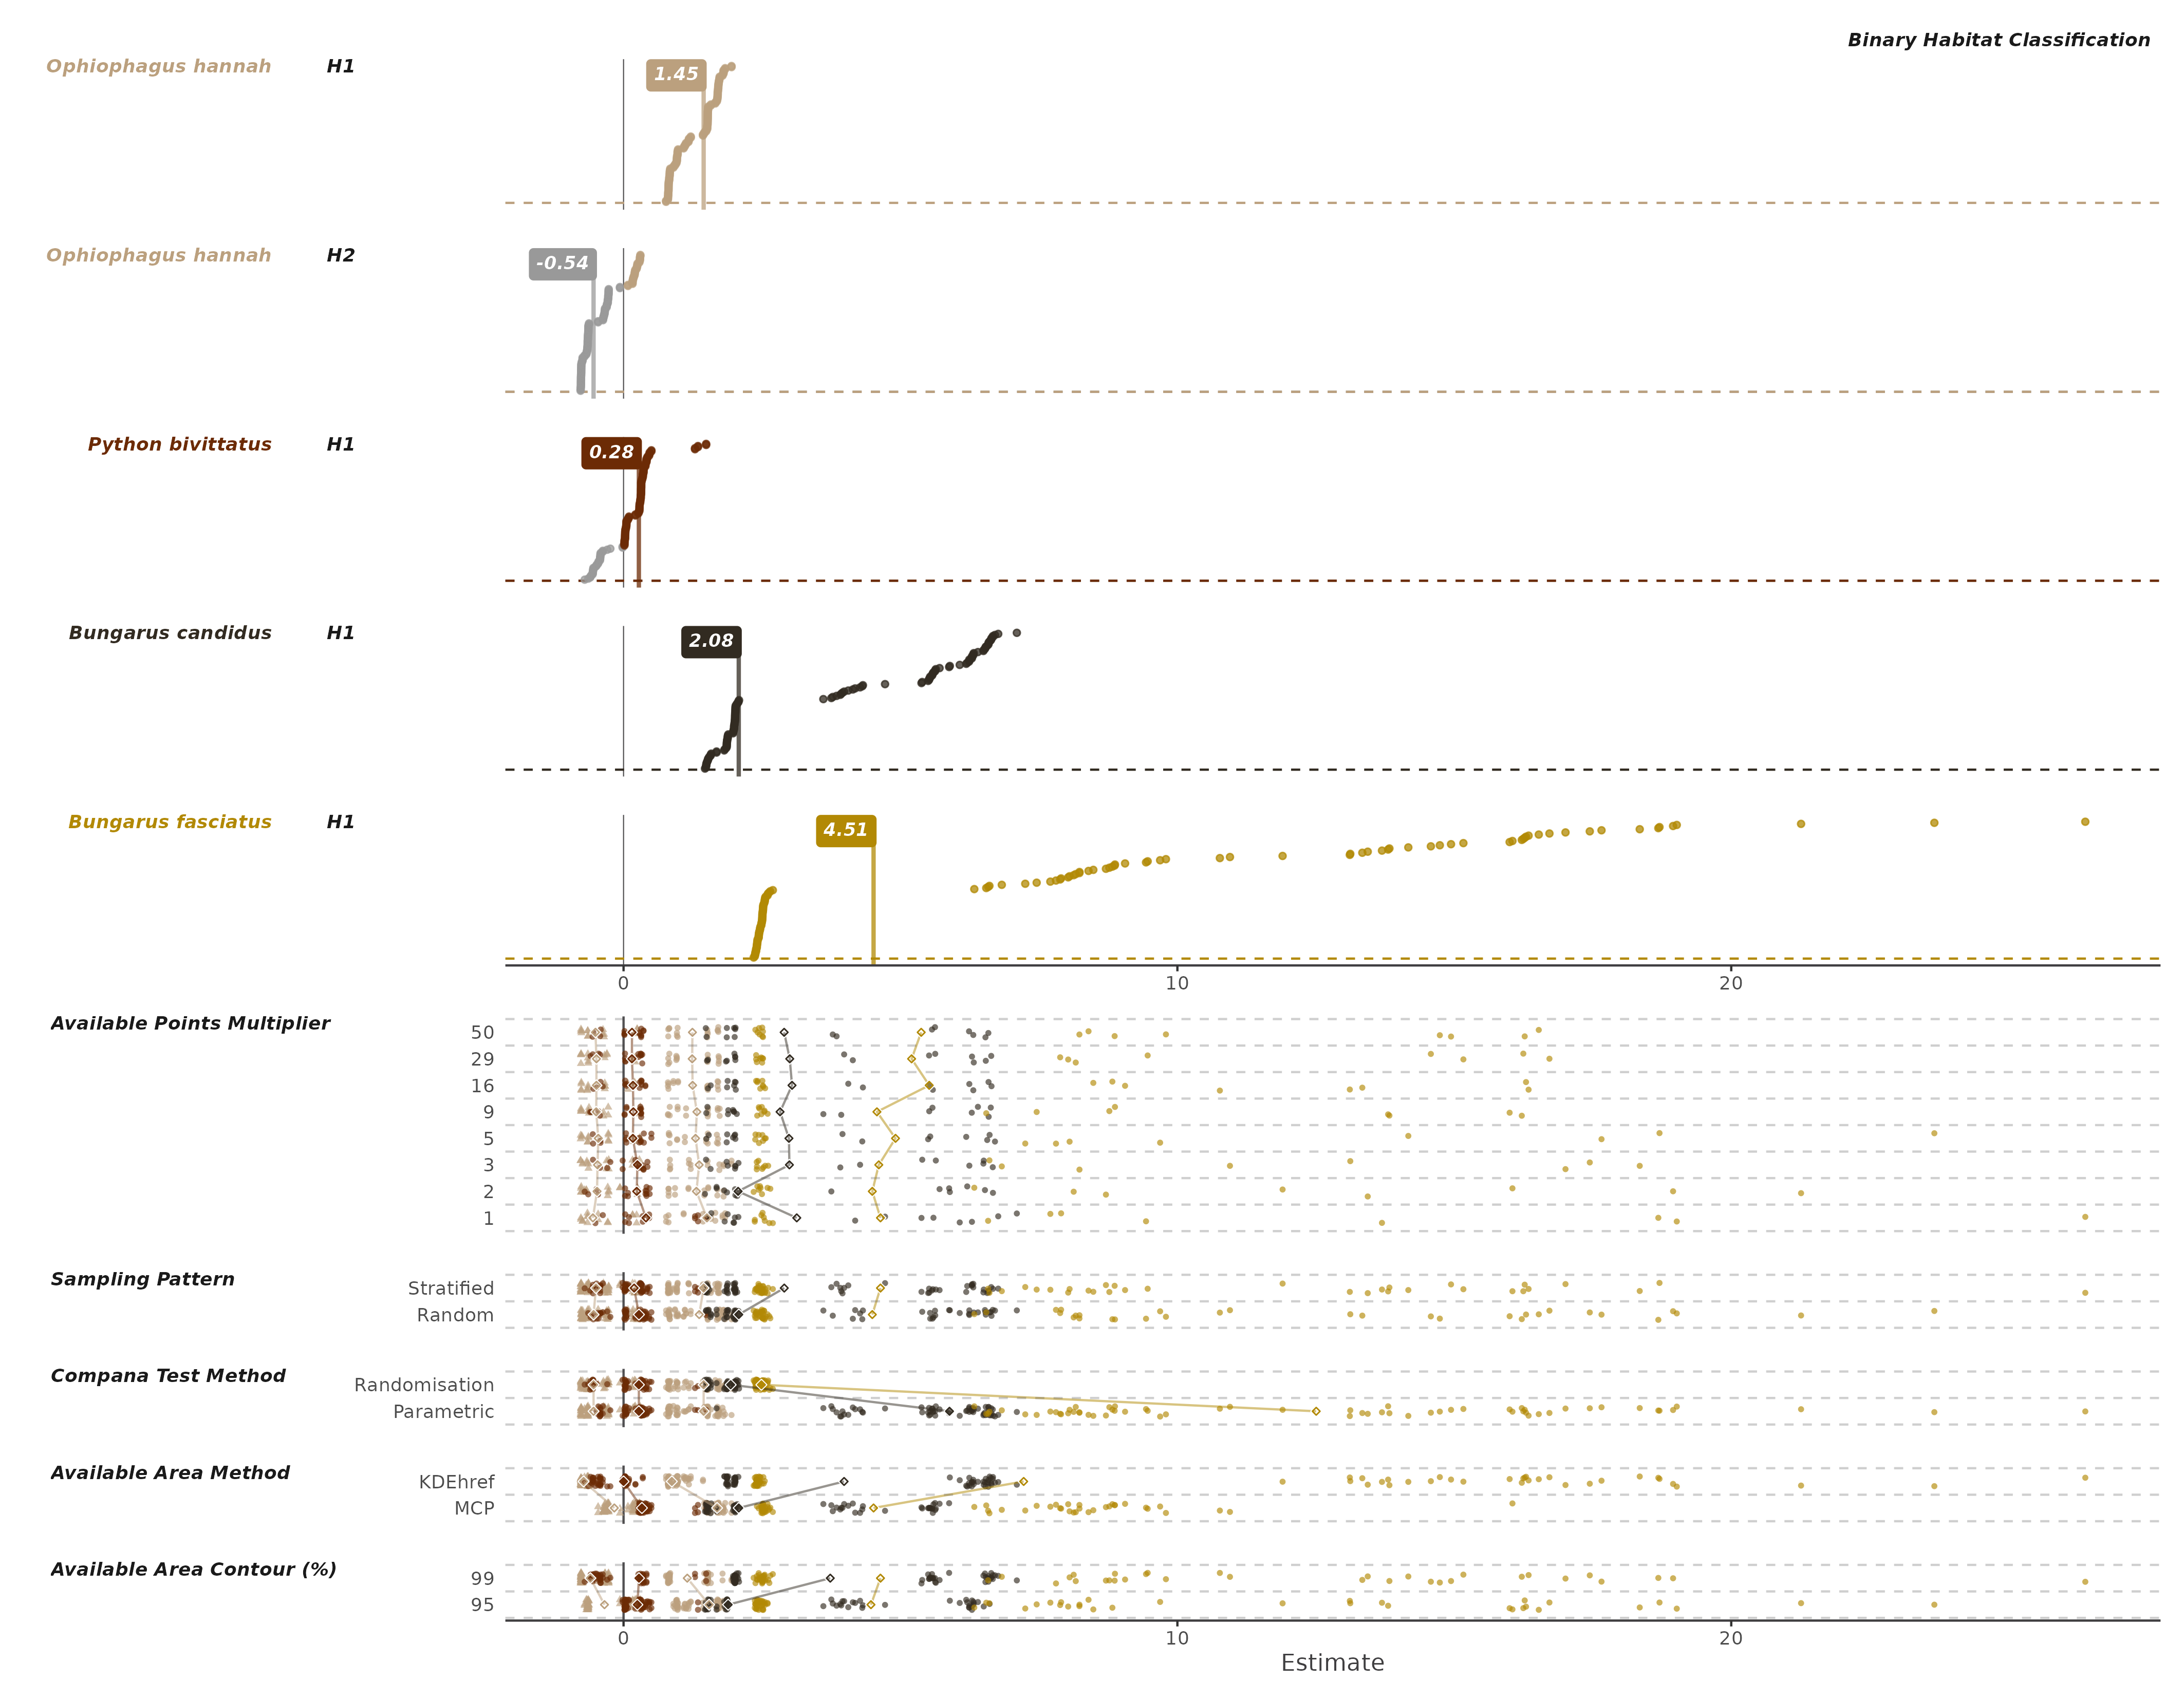 Binary Habitat Classification
Ophiophagus hannah H1 1.45
Ophiophagus hannah H2 -0.54
Python bivittatus H1 0.28
Bungarus candidus H1 2.08
Bungarus fasciatus H1 4.51
0 10 20
Available Points Multiplier
50
29
16
9
5
3
2
1
Sampling Pattern
Stratified
Random
Compana Test Method
Randomisation
Parametric
Available Area Method
KDEhref
MCP
Available Area Contour (%)
99
95
0 10 20
Estimate